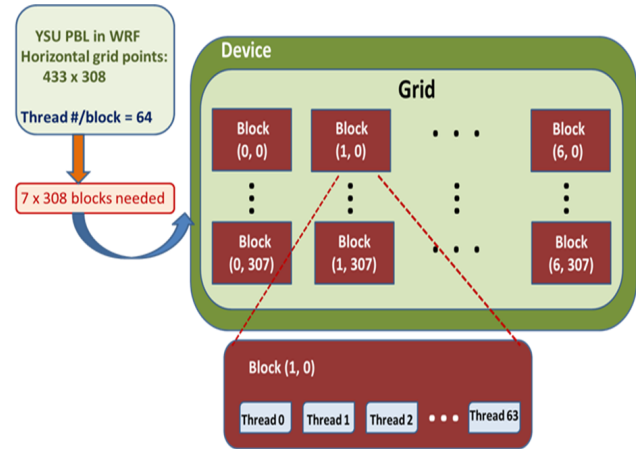 YSU PBL in WRF
Horizontal grid points:
433 x 308
Thread #/block = 64
7 x 308 blocks needed
Device
Grid
Block
(0, 0)
Block
(1, 0)
. . .
Block
(6, 0)
Block
(0, 307)
Block
(1, 307)
. . .
Block
(6, 307)
Block (1, 0)
Thread 0
Thread 1
Thread 2
...
Thread 63